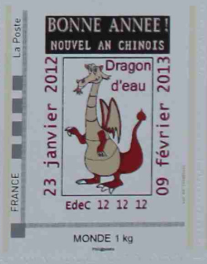 BONNE ANNEE!
NOUVEL AN CHINOIS
La Poste
FRANCE
23 janvier 2012
Dragon
d'eau
09 février 2013
EdeC 12 12 12
MONDE 1 kg